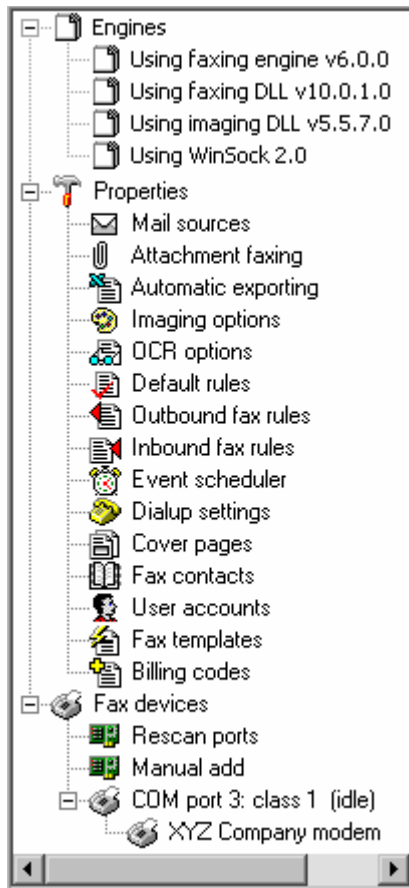 Engines
Using faxing engine v6.0.0
Using faxing DLL v10.0.1.0
Using imaging DLL v5.5.7.0
Using WinSock 2.0
Properties
Mail sources
Attachment faxing
Automatic exporting
Imaging options
OCR options
Default rules
Outbound fax rules
Inbound fax rules
Event scheduler
Dialup settings
Cover pages
Fax contacts
User accounts
Fax templates
Billing codes
Fax devices
Rescan ports
Manual add
COM port 3: class 1 (idle)
XYZ Company modem